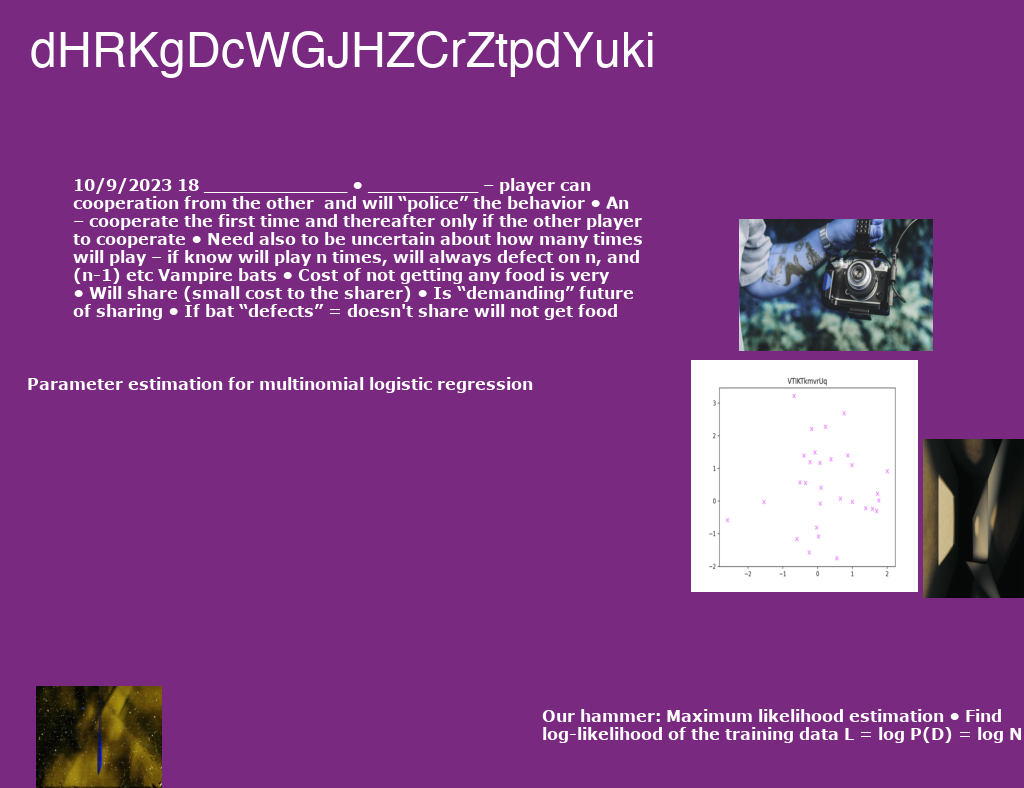 dHRKgDcWGJHZCrZtpdYuki
10/9/2023 18 _________________ ● _____________ – player can
cooperation from the other and will “police” the behavior ● An
– cooperate the first time and thereafter only if the other player
to cooperate ● Need also to be uncertain about how many times
will play – if know will play n times, will always defect on n, and
(n-1) etc Vampire bats ● Cost of not getting any food is very
● Will share (small cost to the sharer) ● Is “demanding” future
of sharing ● If bat “defects” = doesn't share will not get food
Parameter estimation for multinomial logistic regression
VTlKTkmvrUq
3
2
1
0
−1
−2
−2 −1 0 1 2
Our hammer: Maximum likelihood estimation ● Find
log-likelihood of the training data L = log P(D) = log N